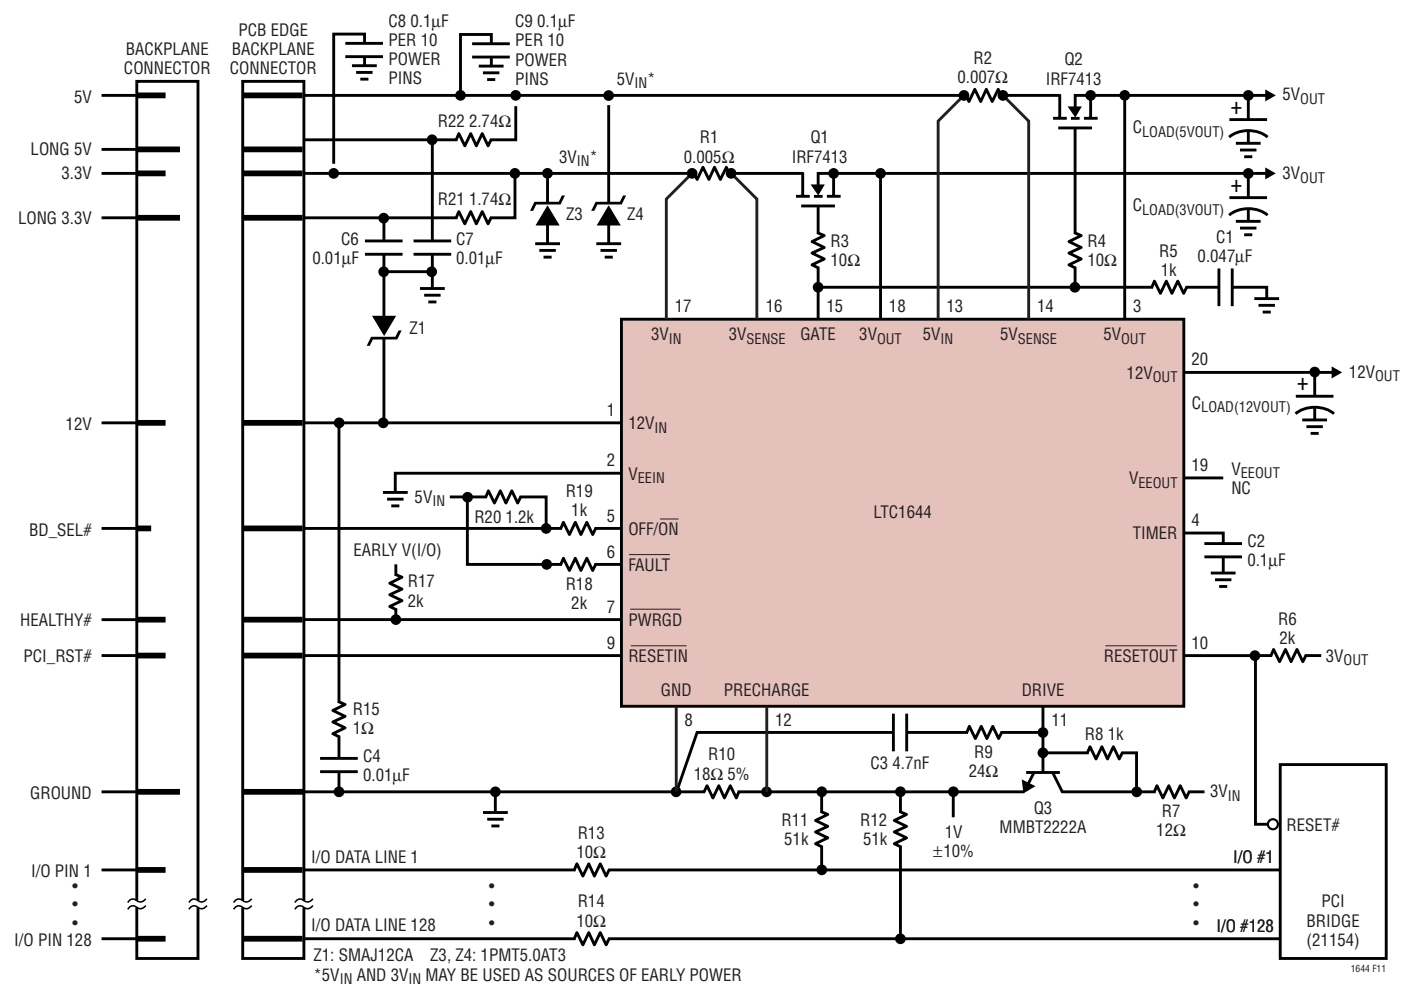 BACKPLANE
CONNECTOR
PCB EDGE
BACKPLANE
CONNECTOR
C8 0.1µF
PER 10
POWER
PINS
C9 0.1µF
PER 10
POWER
PINS
5V
LONG 5V
3.3V
LONG 3.3V
12V
BD_SEL#
HEALTHY#
PCI_RST#
GROUND
I/O PIN 1
I/O PIN 128
5VIN*
R22 2.74Ω
3VIN*
R21 1.74Ω
Z3
Z4
C6
0.01µF
C7
0.01µF
Z1
R1
0.005Ω
Q1
IRF7413
R2
0.007Ω
Q2
IRF7413
5VOUT
+
CLOAD(5VOUT)
3VOUT
+
CLOAD(3VOUT)
R3
10Ω
R4
10Ω
R5
1k
C1
0.047µF
17
16
15
18
13
14
3
3VIN
3VSENSE
GATE
3VOUT
5VIN
5VSENSE
5VOUT
1
12VIN
2
VEEIN
5VIN
R20 1.2k
R19
1k
5
OFF/ON
6
FAULT
R18
2k
EARLY V(I/O)
R17
2k
7
PWRGD
9
RESETIN
LTC1644
12VOUT
20
12VOUT
+
CLOAD(12VOUT)
VEEOUT
19
VEEOUT
NC
TIMER
4
C2
0.1µF
RESETOUT
10
R6
2k
3VOUT
GND
PRECHARGE
DRIVE
8
12
11
R15
1Ω
C4
0.01µF
R10
18Ω 5%
C3 4.7nF
R9
24Ω
R8 1k
Q3
MMBT2222A
R7
12Ω
3VIN
R11
51k
R12
51k
1V
±10%
RESET#
I/O DATA LINE 1
R13
10Ω
I/O #1
I/O DATA LINE 128
R14
10Ω
I/O #128
PCI
BRIDGE
(21154)
Z1: SMAJ12CA Z3, Z4: 1PMT5.0AT3
*5VIN AND 3VIN MAY BE USED AS SOURCES OF EARLY POWER
1644 F11